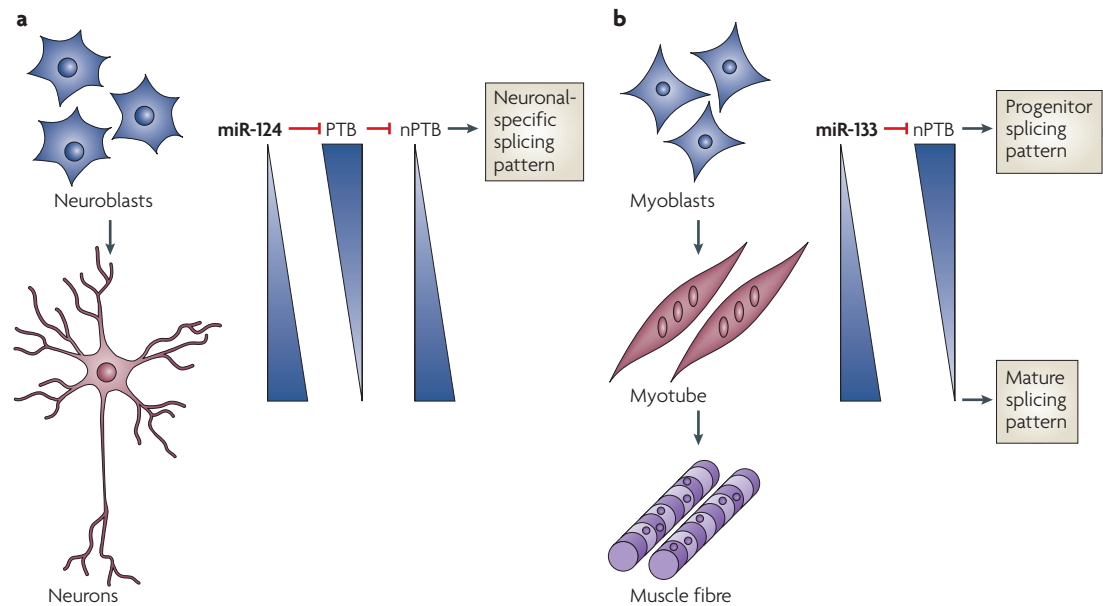 a
Neuroblasts
Neurons
miR-124 PTB nPTB
Neuronal-
specific
splicing
pattern
b
Myoblasts
Myotube
Muscle fibre
miR-133 nPTB
Progenitor
splicing
pattern
Mature
splicing
pattern